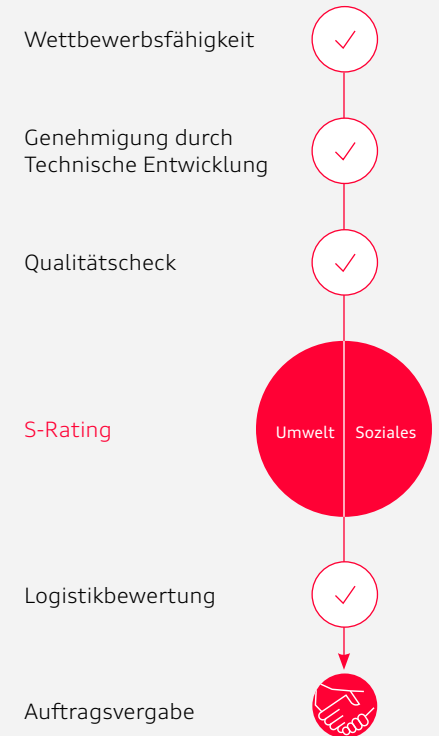 Wettbewerbsfähigkeit
Genehmigung durch
Technische Entwicklung
Qualitätscheck
S-Rating
Umwelt
Soziales
Logistikbewertung
Auftragsvergabe